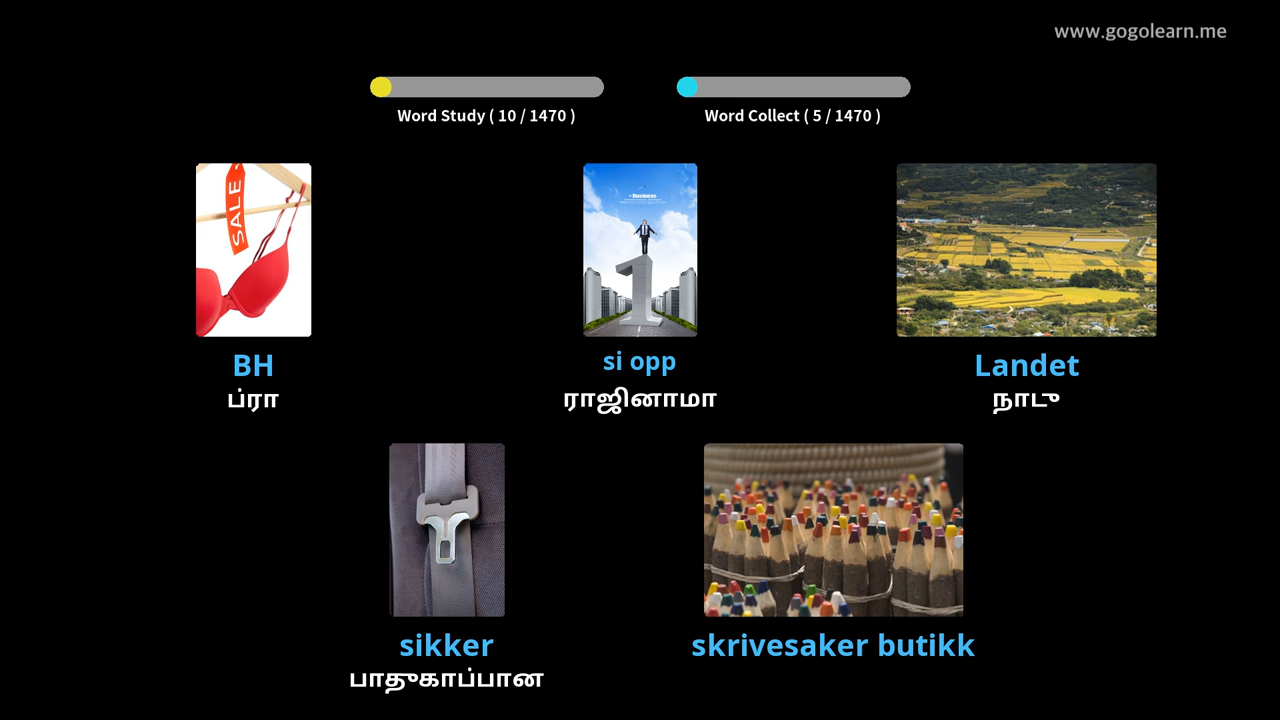 www.gogolearn.me
Word Study ( 10 / 1470 )
Word Collect ( 5 / 1470 )
SALE
Business
BH
ப்ரா
si opp
ராஜினாமா
Landet
நாடு
sikker
பாதுகாப்பான
skrivesaker butikk